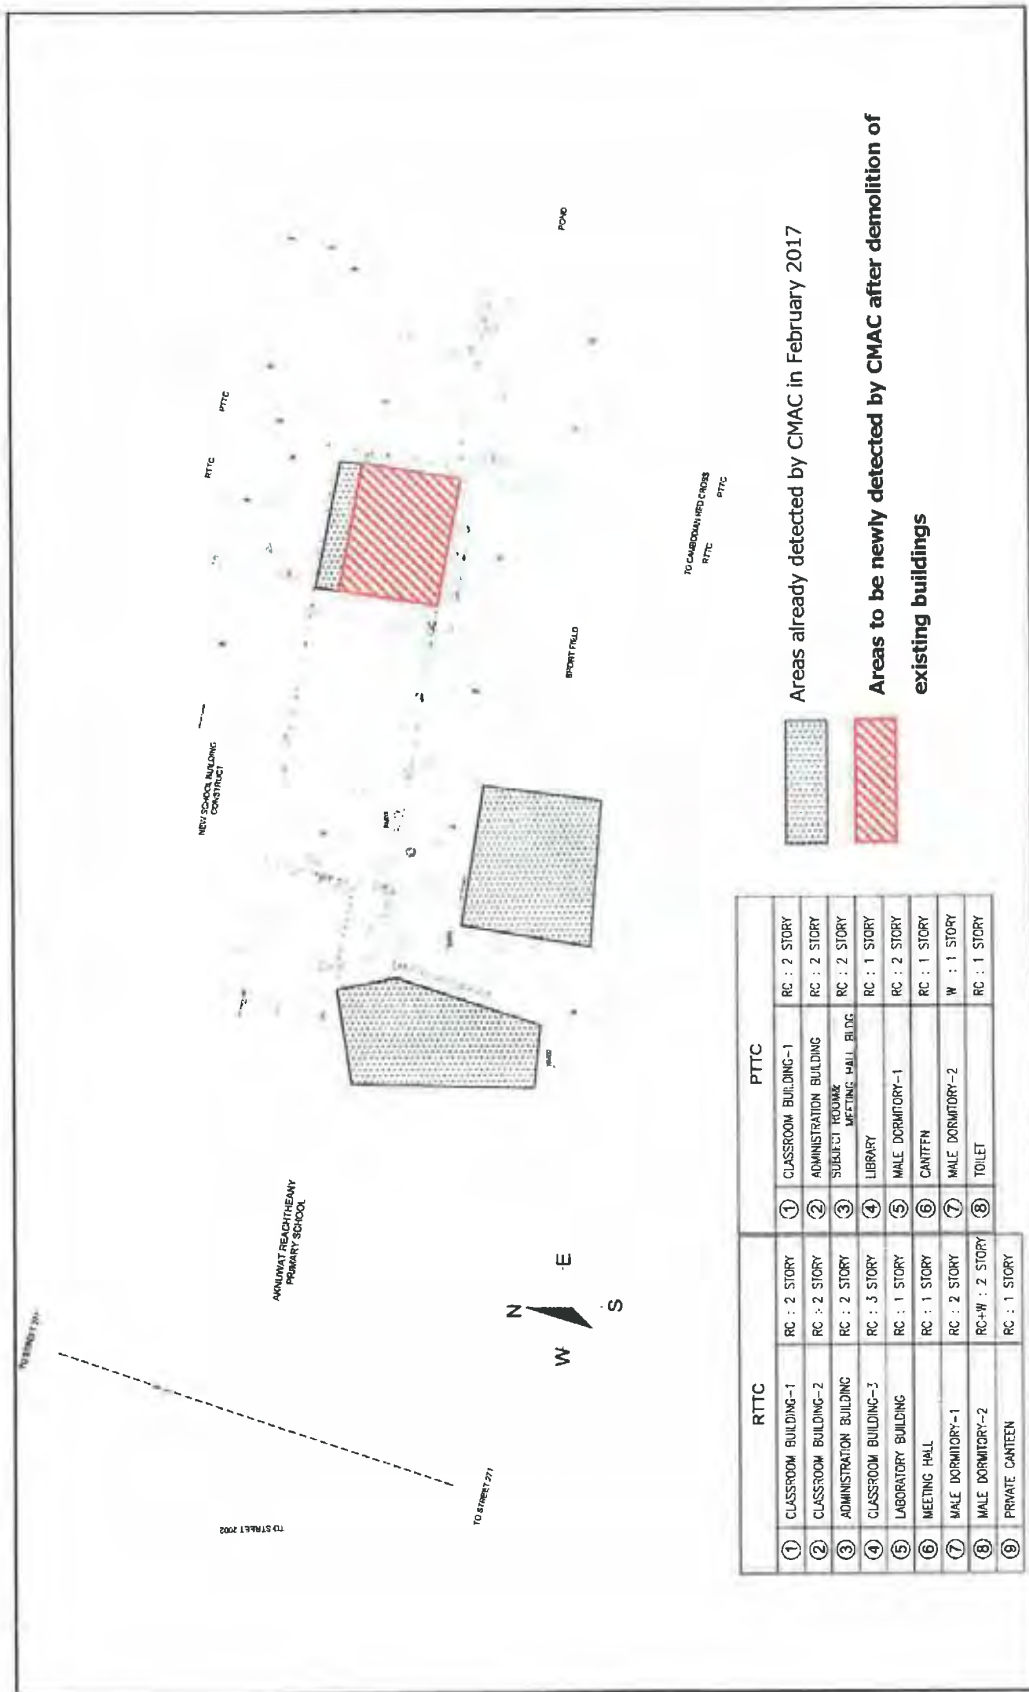 TO STREET 2002
TO STREET 271
AKNUWAT REACHTHEANY
PRIMARY SCHOOL
NEW SCHOOL BUILDING
CONSTRUCT
RTTC
PTTC
POND
SPORT FIELD
TO CAMBODIAN RED CROSS
RTTC
PTTC
N
W
E
S
Areas already detected by CMAC in February 2017
Areas to be newly detected by CMAC after demolition of
existing buildings
RTTC
PTTC
① CLASSROOM BUILDING-1 RC : 2 STORY ① CLASSROOM BUILDING-1 RC : 2 STORY
② CLASSROOM BUILDING-2 RC : 2 STORY ② ADMINISTRATION BUILDING RC : 2 STORY
③ ADMINISTRATION BUILDING RC : 2 STORY ③ SUBJECT ROOM& MEETING HALL BLDG RC : 2 STORY
④ CLASSROOM BUILDING-3 RC : 3 STORY ④ LIBRARY RC : 1 STORY
⑤ LABORATORY BUILDING RC : 1 STORY ⑤ MALE DORMITORY-1 RC : 2 STORY
⑥ MEETING HALL RC : 1 STORY ⑥ CANTEEN RC : 1 STORY
⑦ MALE DORMITORY-1 RC : 2 STORY ⑦ MALE DORMITORY-2 W : 1 STORY
⑧ MALE DORMITORY-2 RC+W : 2 STORY ⑧ TOILET RC : 1 STORY
⑨ PRIVATE CANTEEN RC : 1 STORY